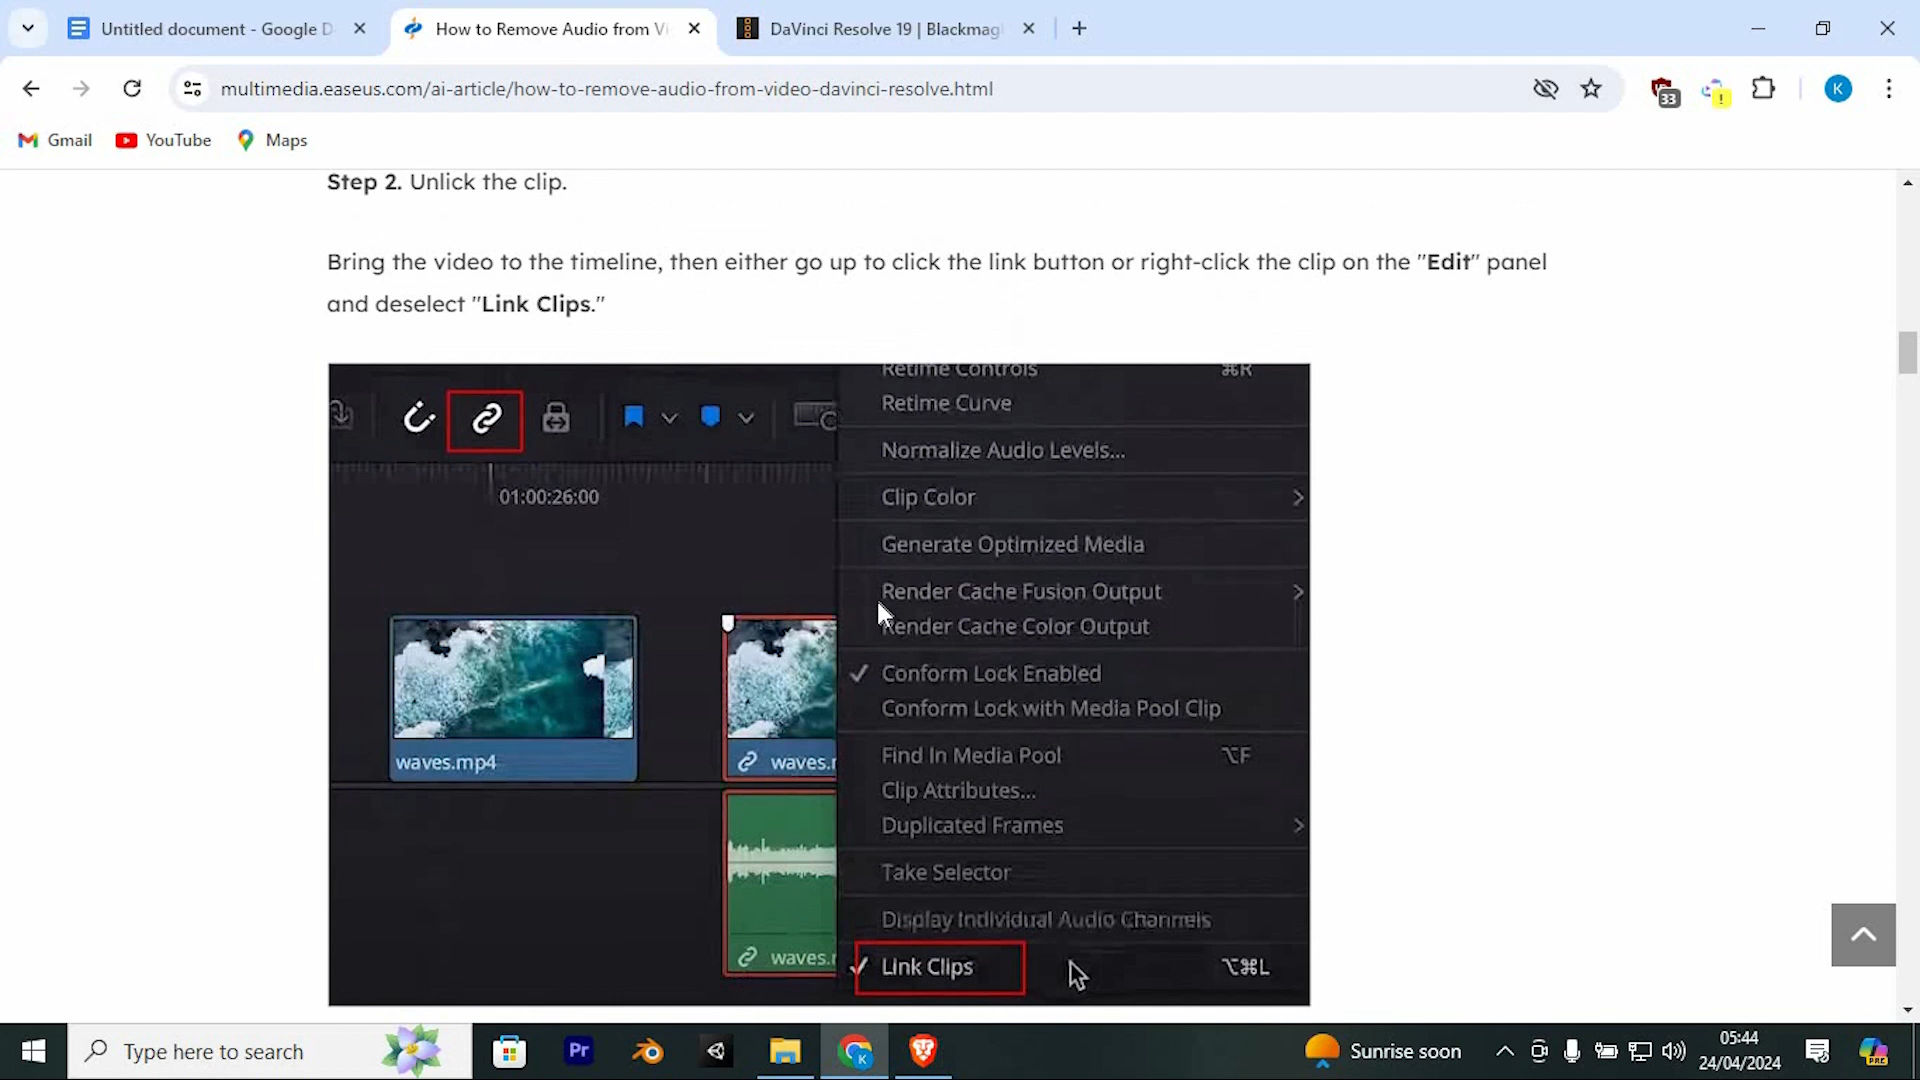 Untitled document - Google D
How to Remove Audio from Vi
DaVinci Resolve 19 | Blackmagi
multimedia.easeus.com/ai-article/how-to-remove-audio-from-video-davinci-resolve.html
33
K
Gmail
YouTube
Maps
Step 2. Unlick the clip.
Bring the video to the timeline, then either go up to click the link button or right-click the clip on the "Edit" panel
and deselect "Link Clips."
Retime Controls ⌘R
Retime Curve
Normalize Audio Levels...
Clip Color
01:00:26:00
Generate Optimized Media
Render Cache Fusion Output
Render Cache Color Output
Conform Lock Enabled
Conform Lock with Media Pool Clip
Find In Media Pool ⌥F
waves.mp4
waves.
Clip Attributes...
Duplicated Frames
Take Selector
Display Individual Audio Channels
waves.
Link Clips ⌥⌘L
Type here to search
Pr
K
Sunrise soon
05:44
24/04/2024
PRE